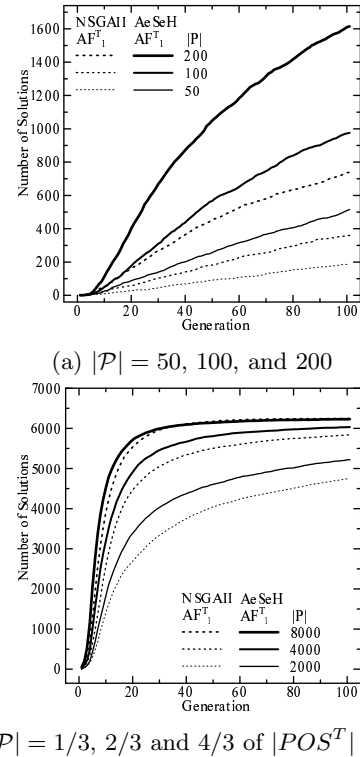 NSGAII AeSeH
AF^T_1 AF^T_1 |P|
200
100
50
1600
1400
1200
1000
800
600
400
200
0
Number of Solutions
0 20 40 60 80 100
Generation
(a) |𝒫| = 50, 100, and 200
7000
6000
5000
4000
3000
2000
1000
0
Number of Solutions
NSGAII AeSeH
AF^T_1 AF^T_1 |P|
8000
4000
2000
0 20 40 60 80 100
Generation
𝒫| = 1/3, 2/3 and 4/3 of |POS^T|